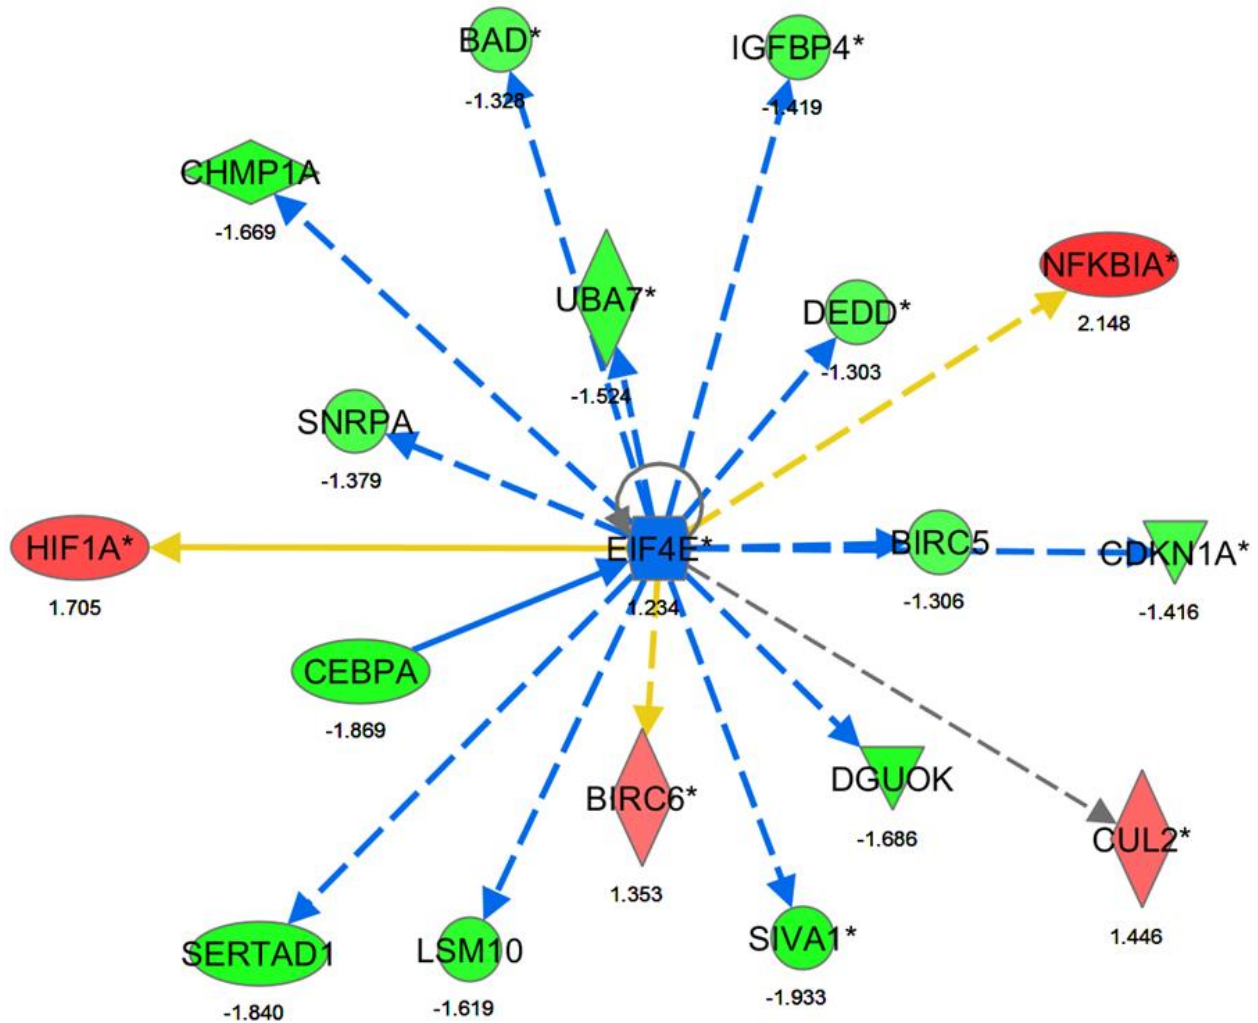 BAD*
-1.328
IGFBP4*
-1.419
CHMP1A
-1.669
NFKBIA*
2.148
UBA7*
-1.524
DEDD*
-1.303
SNRPA
-1.379
HIF1A*
1.705
EIF4E*
1.234
BIRC5
-1.306
CDKN1A*
-1.416
CEBPA
-1.869
BIRC6*
1.353
DGUOK
-1.686
CUL2*
1.446
SERTAD1
-1.840
LSM10
-1.619
SIVA1*
-1.933